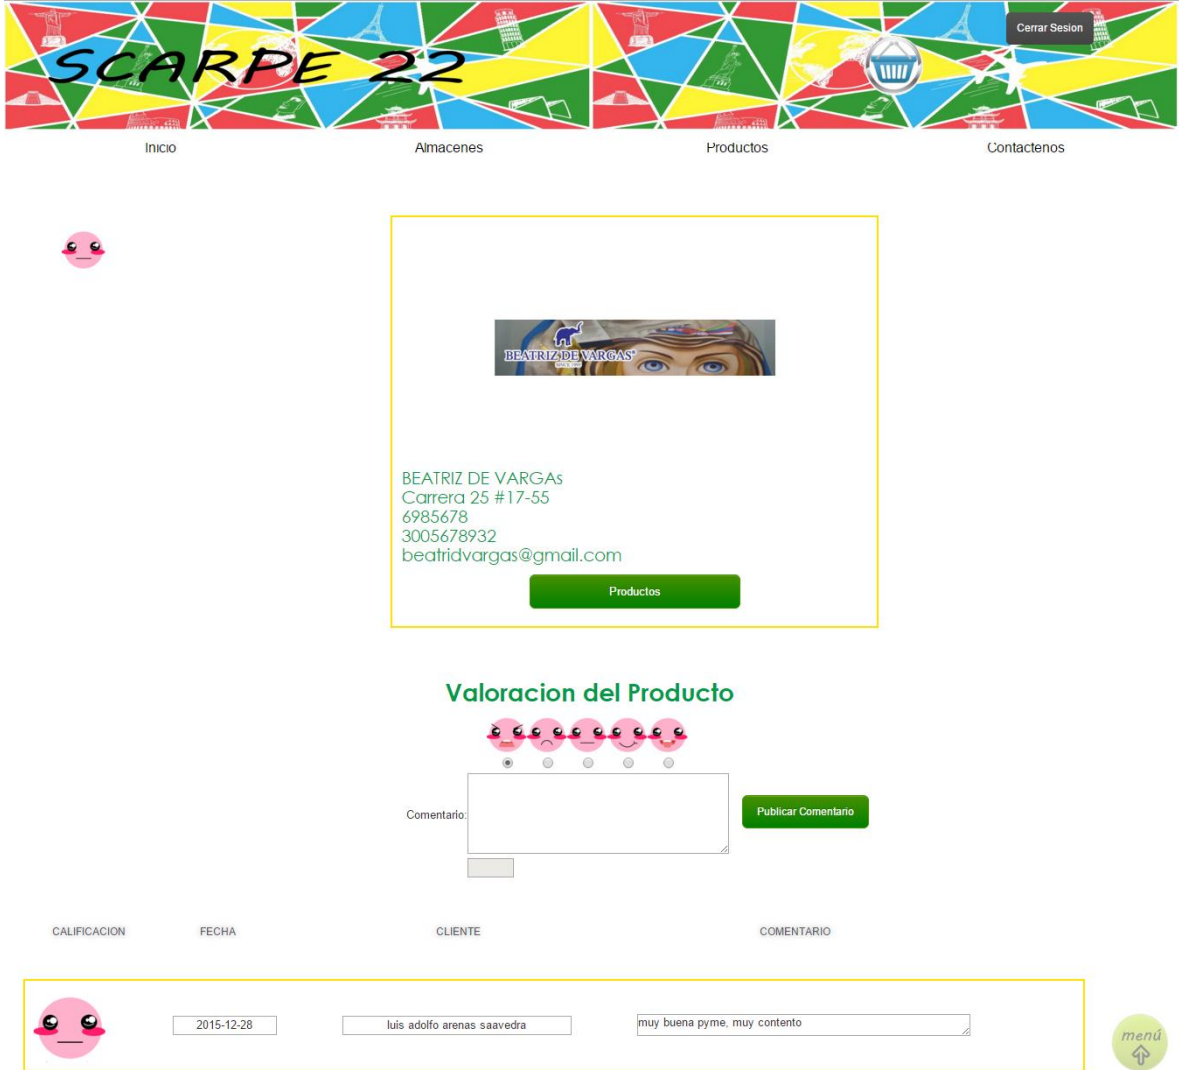 SCARPE 22
Cerrar Sesion
Inicio
Almacenes
Productos
Contactenos
BEATRIZ DE VARGAS®
BEATRIZ DE VARGAs
Carrera 25 #17-55
6985678
3005678932
beatridvargas@gmail.com
Productos
Valoracion del Producto
Comentario:
Publicar Comentario
CALIFICACION
FECHA
CLIENTE
COMENTARIO
2015-12-28
luis adolfo arenas saavedra
muy buena pyme, muy contento
menú